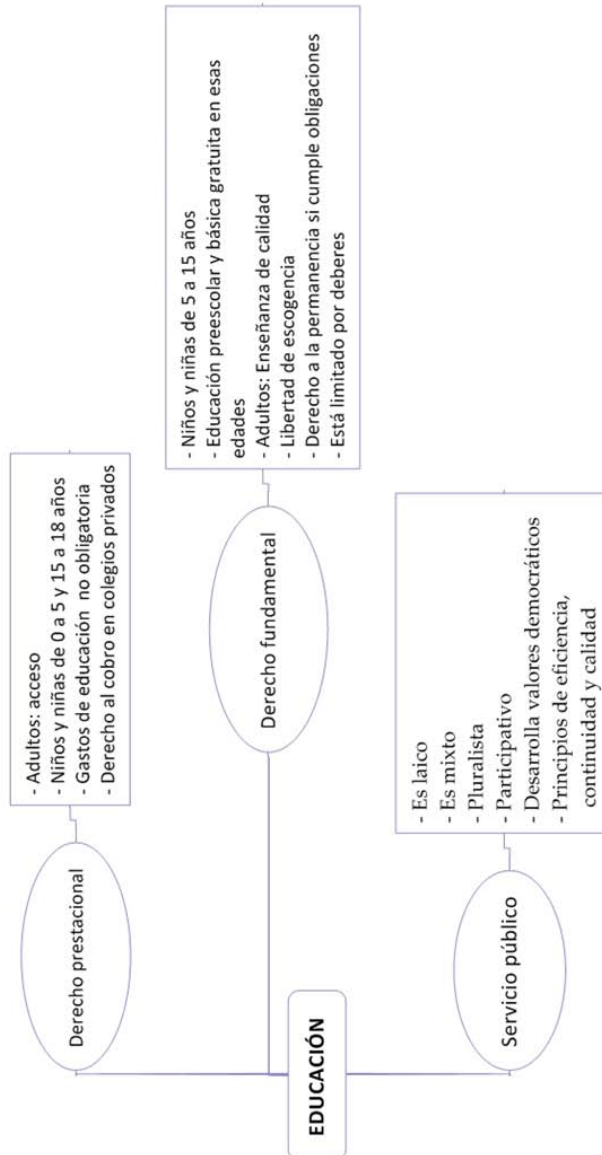 EDUCACIÓN
Derecho prestacional
- Adultos: acceso
- Niños y niñas de 0 a 5 y 15 a 18 años
- Gastos de educación no obligatoria
- Derecho al cobro en colegios privados
Derecho fundamental
- Niños y niñas de 5 a 15 años
- Educación preescolar y básica gratuita en esas
edades
- Adultos: Enseñanza de calidad
- Libertad de escogencia
- Derecho a la permanencia si cumple obligaciones
- Está limitado por deberes
Servicio público
- Es laico
- Es mixto
- Pluralista
- Participativo
- Desarrolla valores democráticos
- Principios de eficiencia,
continuidad y calidad